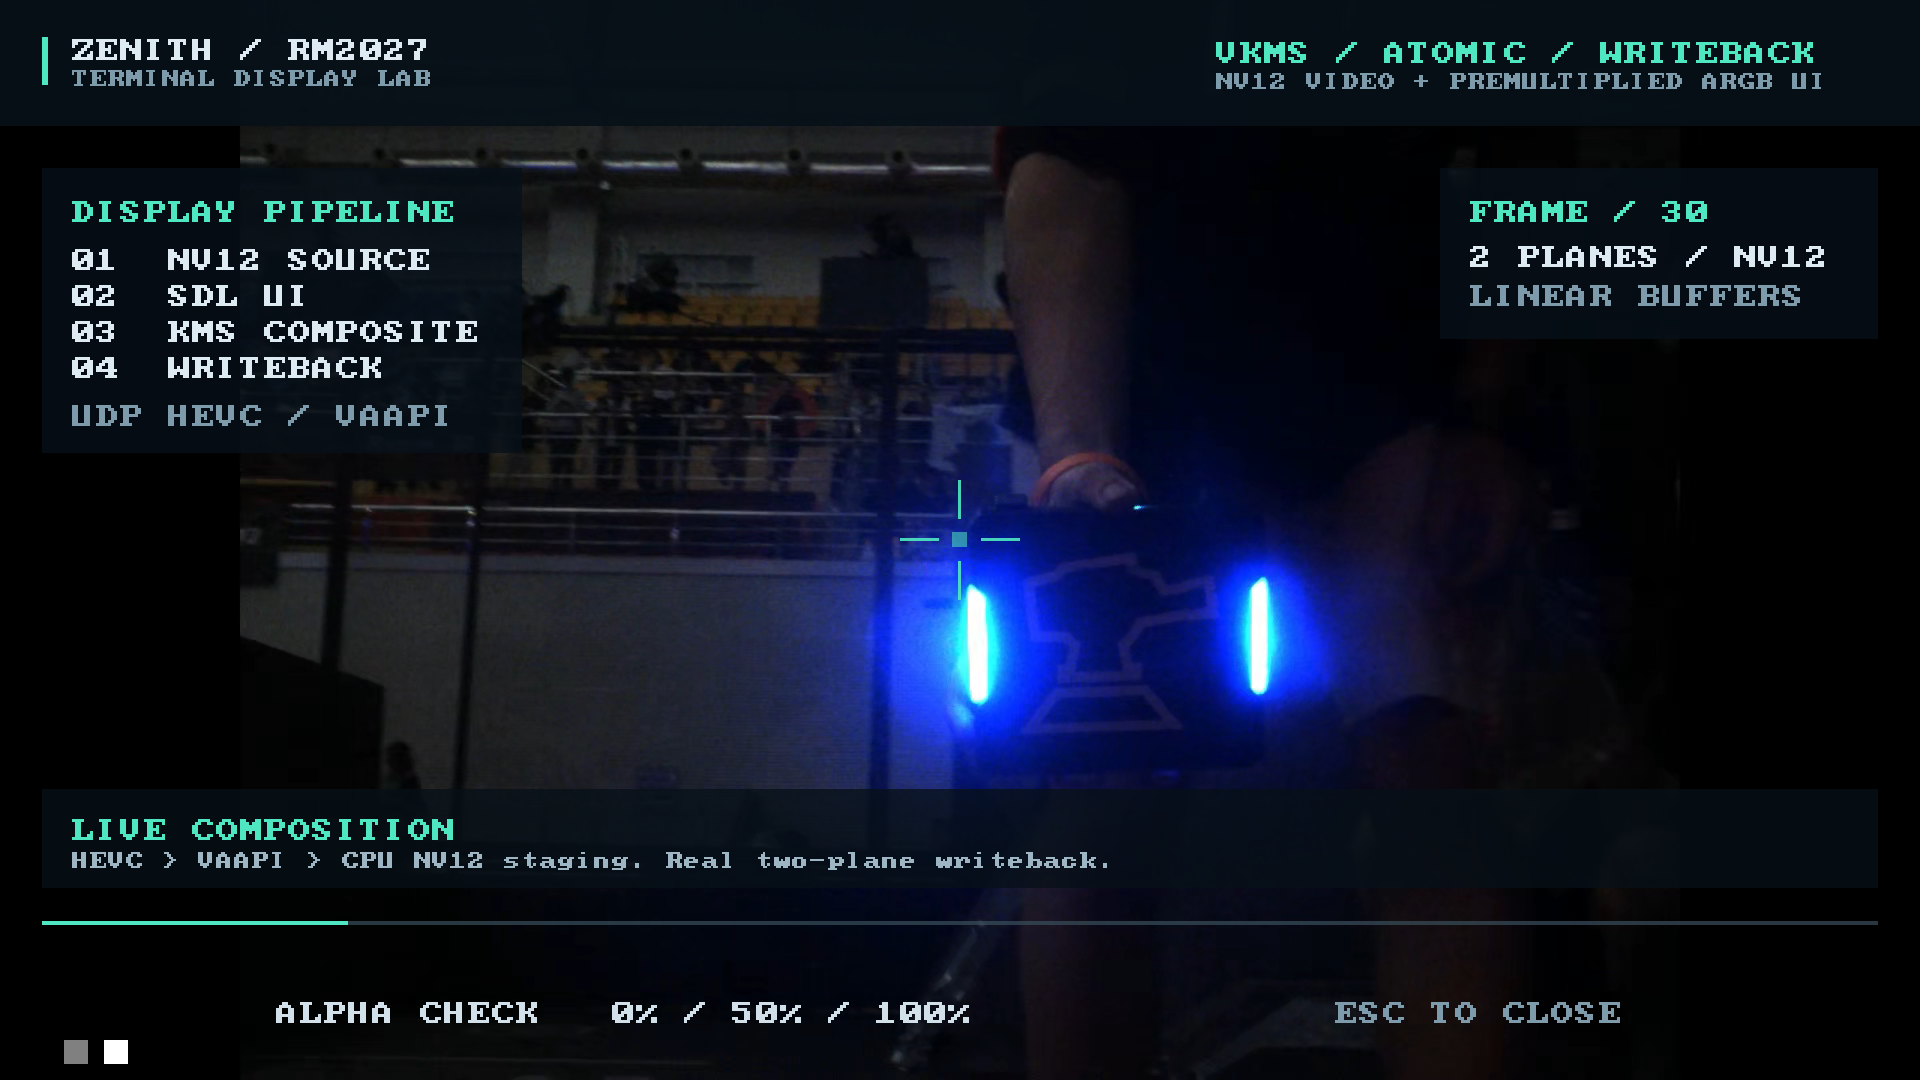 ZENITH / RM2027
TERMINAL DISPLAY LAB
VKMS / ATOMIC / WRITEBACK
NV12 VIDEO + PREMULTIPLIED ARGB UI
DISPLAY PIPELINE
01 NV12 SOURCE
02 SDL UI
03 KMS COMPOSITE
04 WRITEBACK
UDP HEVC / VAAPI
FRAME / 30
2 PLANES / NV12
LINEAR BUFFERS
LIVE COMPOSITION
HEVC > VAAPI > CPU NV12 staging. Real two-plane writeback.
ALPHA CHECK 0% / 50% / 100%
ESC TO CLOSE